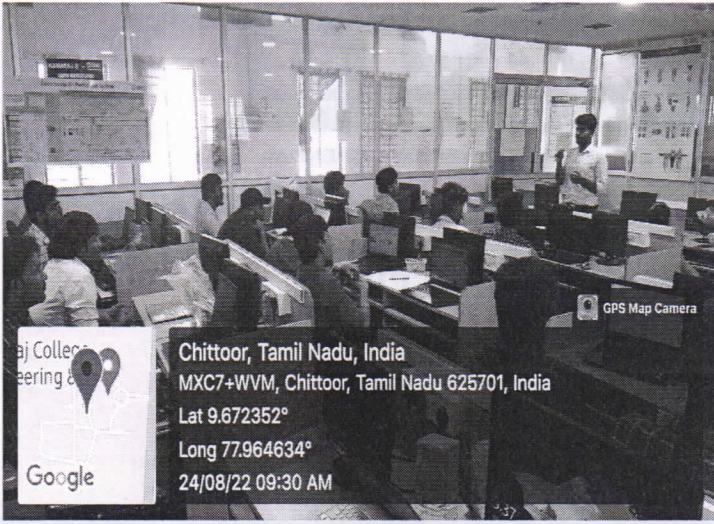 GPS Map Camera
aj College
eering &
Google
Chittoor, Tamil Nadu, India
MXC7+WVM, Chittoor, Tamil Nadu 625701, India
Lat 9.672352°
Long 77.964634°
24/08/22 09:30 AM